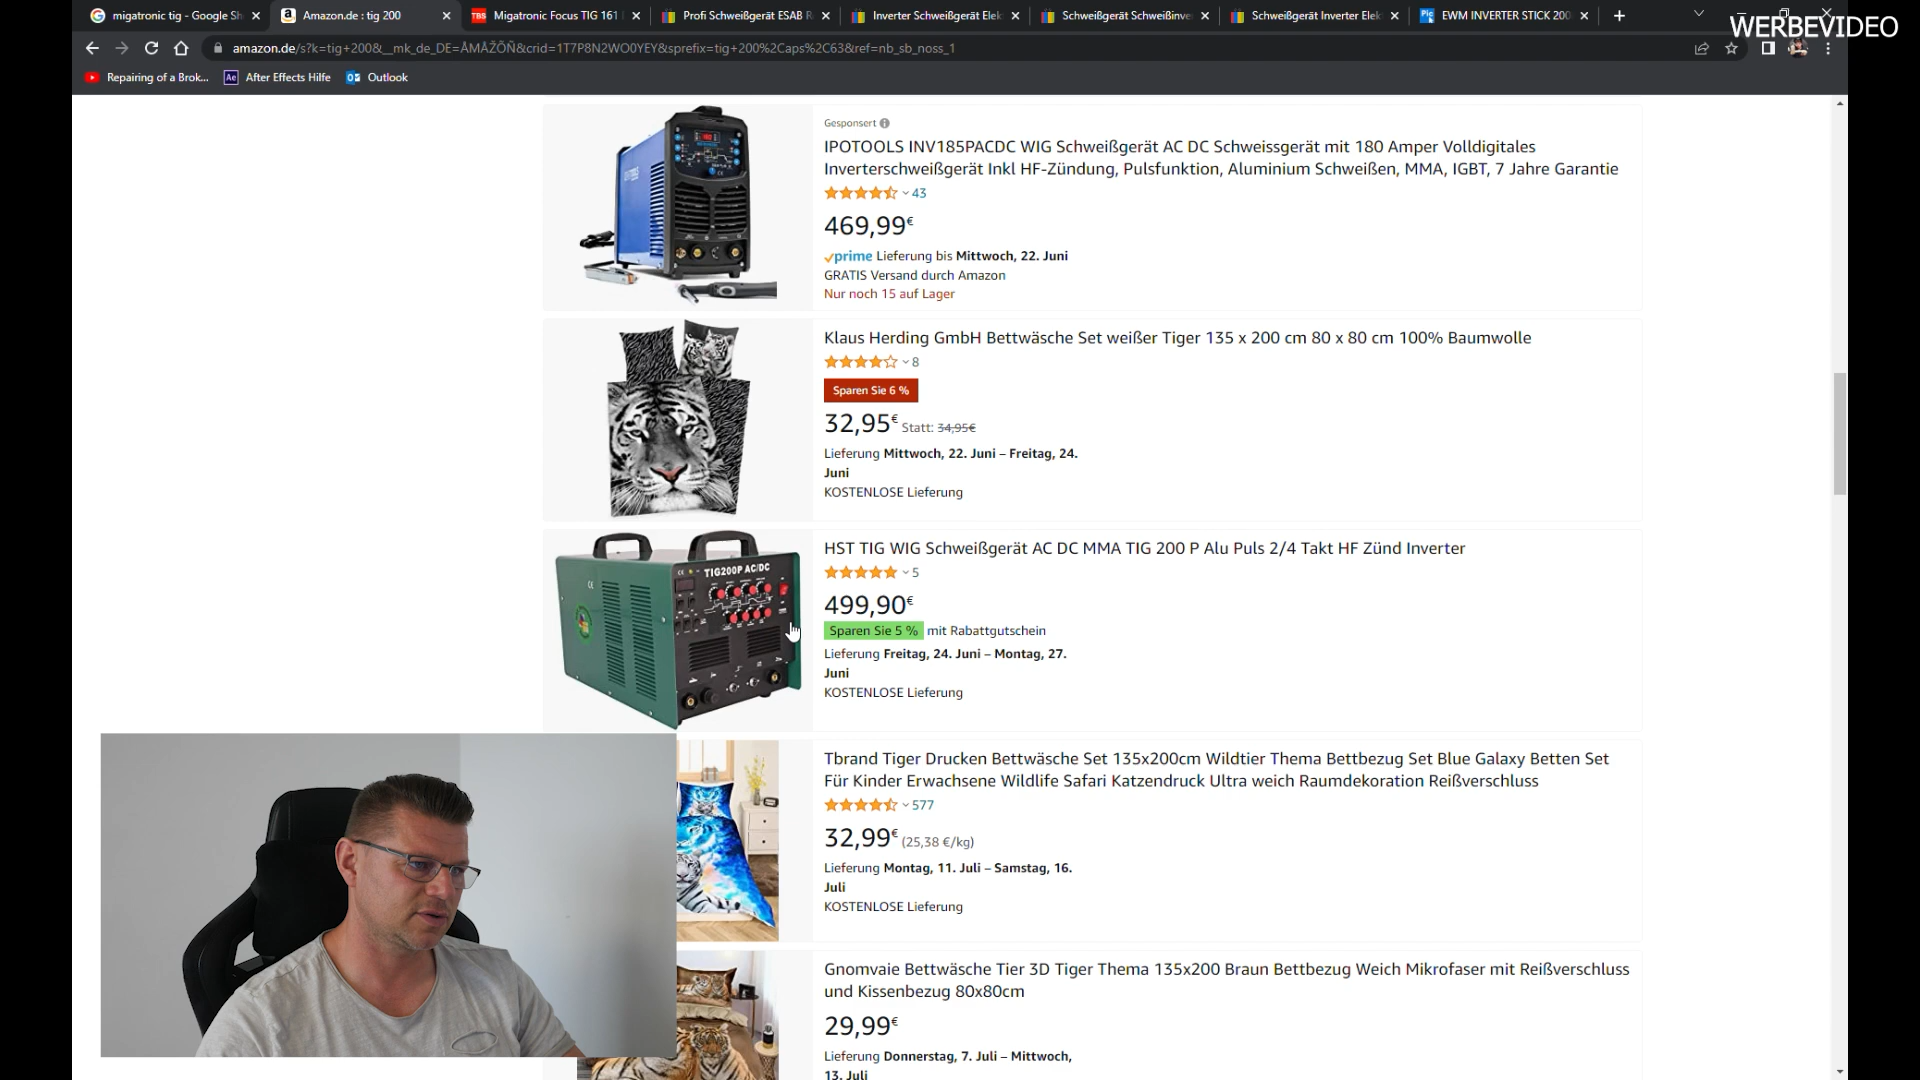 migatronic tig - Google Sh
Amazon.de : tig 200
TBS Migatronic Focus TIG 161
Profi Schweißgerät ESAB R
Inverter Schweißgerät Elek
Schweißgerät Schweißinve
Schweißgerät Inverter Elek
EWM INVERTER STICK 200
WERBEVIDEO
amazon.de/s?k=tig+200&__mk_de_DE=ÅMÅŽÕÑ&crid=1T7P8N2WO0YEY&sprefix=tig+200%2Caps%2C63&ref=nb_sb_noss_1
Repairing of a Brok...
Ae After Effects Hilfe
Outlook
Gesponsert
IPOTOOLS INV185PACDC WIG Schweißgerät AC DC Schweissgerät mit 180 Amper Volldigitales
Inverterschweißgerät Inkl HF-Zündung, Pulsfunktion, Aluminium Schweißen, MMA, IGBT, 7 Jahre Garantie
43
469,99€
prime Lieferung bis Mittwoch, 22. Juni
GRATIS Versand durch Amazon
Nur noch 15 auf Lager
Klaus Herding GmbH Bettwäsche Set weißer Tiger 135 x 200 cm 80 x 80 cm 100% Baumwolle
8
Sparen Sie 6 %
32,95€ Statt: 34,95€
Lieferung Mittwoch, 22. Juni – Freitag, 24.
Juni
KOSTENLOSE Lieferung
TIG200P AC/DC
HST TIG WIG Schweißgerät AC DC MMA TIG 200 P Alu Puls 2/4 Takt HF Zünd Inverter
5
499,90€
Sparen Sie 5 % mit Rabattgutschein
Lieferung Freitag, 24. Juni – Montag, 27.
Juni
KOSTENLOSE Lieferung
Tbrand Tiger Drucken Bettwäsche Set 135x200cm Wildtier Thema Bettbezug Set Blue Galaxy Betten Set
Für Kinder Erwachsene Wildlife Safari Katzendruck Ultra weich Raumdekoration Reißverschluss
577
32,99€ (25,38 €/kg)
Lieferung Montag, 11. Juli – Samstag, 16.
Juli
KOSTENLOSE Lieferung
Gnomvaie Bettwäsche Tier 3D Tiger Thema 135x200 Braun Bettbezug Weich Mikrofaser mit Reißverschluss
und Kissenbezug 80x80cm
29,99€
Lieferung Donnerstag, 7. Juli – Mittwoch,
13. Juli